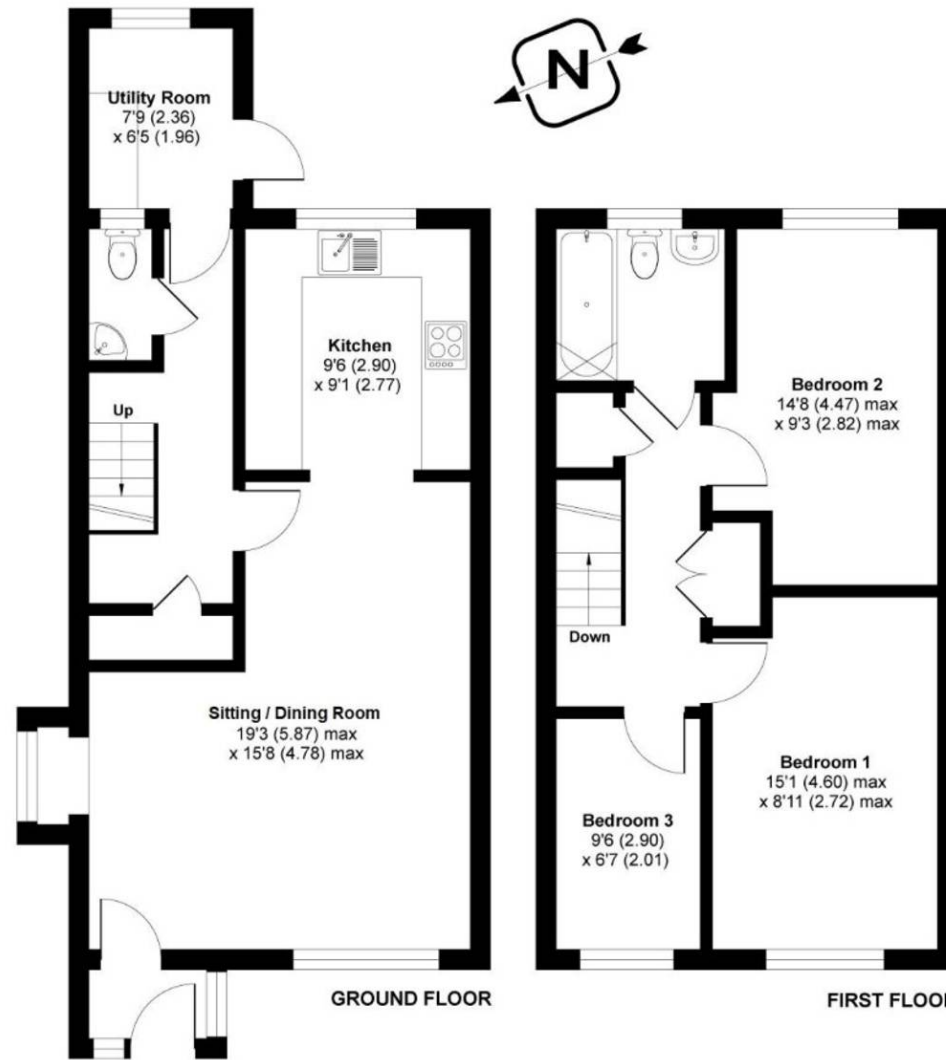 N
Utility Room
7'9 (2.36)
x 6'5 (1.96)
Kitchen
9'6 (2.90)
x 9'1 (2.77)
Up
Sitting / Dining Room
19'3 (5.87) max
x 15'8 (4.78) max
GROUND FLOOR
Bedroom 2
14'8 (4.47) max
x 9'3 (2.82) max
Down
Bedroom 1
15'1 (4.60) max
x 8'11 (2.72) max
Bedroom 3
9'6 (2.90)
x 6'7 (2.01)
FIRST FLOO